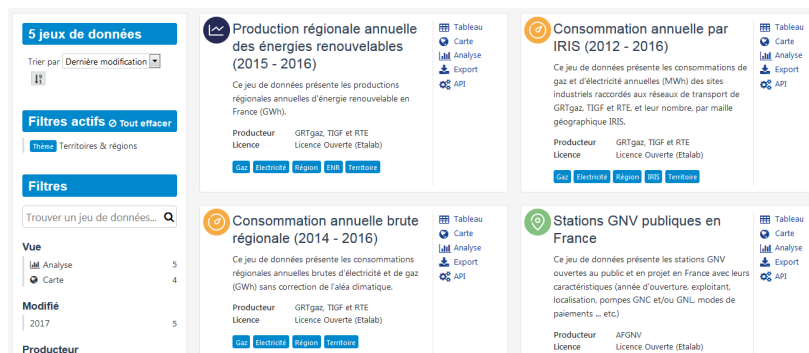 5 jeux de données
Trier par Dernière modification
Filtres actifs Tout effacer
Thème Territoires & régions
Filtres
Trouver un jeu de données...
Vue
Analyse 5
Carte 4
Modifié
2017 5
Producteur
Production régionale annuelle
des énergies renouvelables
(2015 - 2016)
Ce jeu de données présente les productions
régionales annuelles d'énergie renouvelable en
France (GWh).
Producteur GRTgaz, TIGF et RTE
Licence Licence Ouverte (Etalab)
Gaz Electricité Région ENR Territoire
Tableau
Carte
Analyse
Export
API
Consommation annuelle par
IRIS (2012 - 2016)
Ce jeu de données présente les consommations de
gaz et d'électricité annuelles (MWh) des sites
industriels raccordés aux réseaux de transport de
GRTgaz, TIGF et RTE, et leur nombre, par maille
géographique IRIS.
Producteur GRTgaz, TIGF et RTE
Licence Licence Ouverte (Etalab)
Gaz Electricité Région IRIS Territoire
Tableau
Carte
Analyse
Export
API
Consommation annuelle brute
régionale (2014 - 2016)
Ce jeu de données présente les consommations
régionales annuelles brutes d'électricité et de gaz
(GWh) sans correction de l'aléa climatique.
Producteur GRTgaz, TIGF et RTE
Licence Licence Ouverte (Etalab)
Gaz Electricité Région Territoire
Tableau
Carte
Analyse
Export
API
Stations GNV publiques en
France
Ce jeu de données présente les stations GNV
ouvertes au public et en projet en France avec leurs
caractéristiques (année d'ouverture, exploitant,
localisation, pompes GNC et/ou GNL, modes de
paiements ... etc.)
Producteur AFGNV
Licence Licence Ouverte (Etalab)
Tableau
Carte
Analyse
Export
API